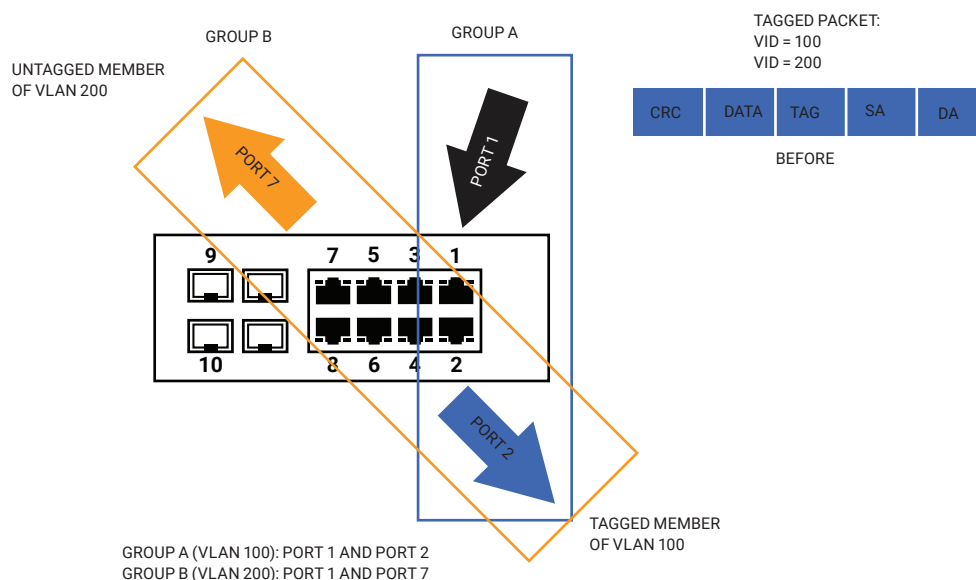 GROUP B
GROUP A
TAGGED PACKET:
VID = 100
VID = 200
UNTAGGED MEMBER
OF VLAN 200
CRC DATA TAG SA DA
BEFORE
PORT 1
PORT 7
9 7 5 3 1
10 8 6 4 2
PORT 2
TAGGED MEMBER
OF VLAN 100
GROUP A (VLAN 100): PORT 1 AND PORT 2
GROUP B (VLAN 200): PORT 1 AND PORT 7